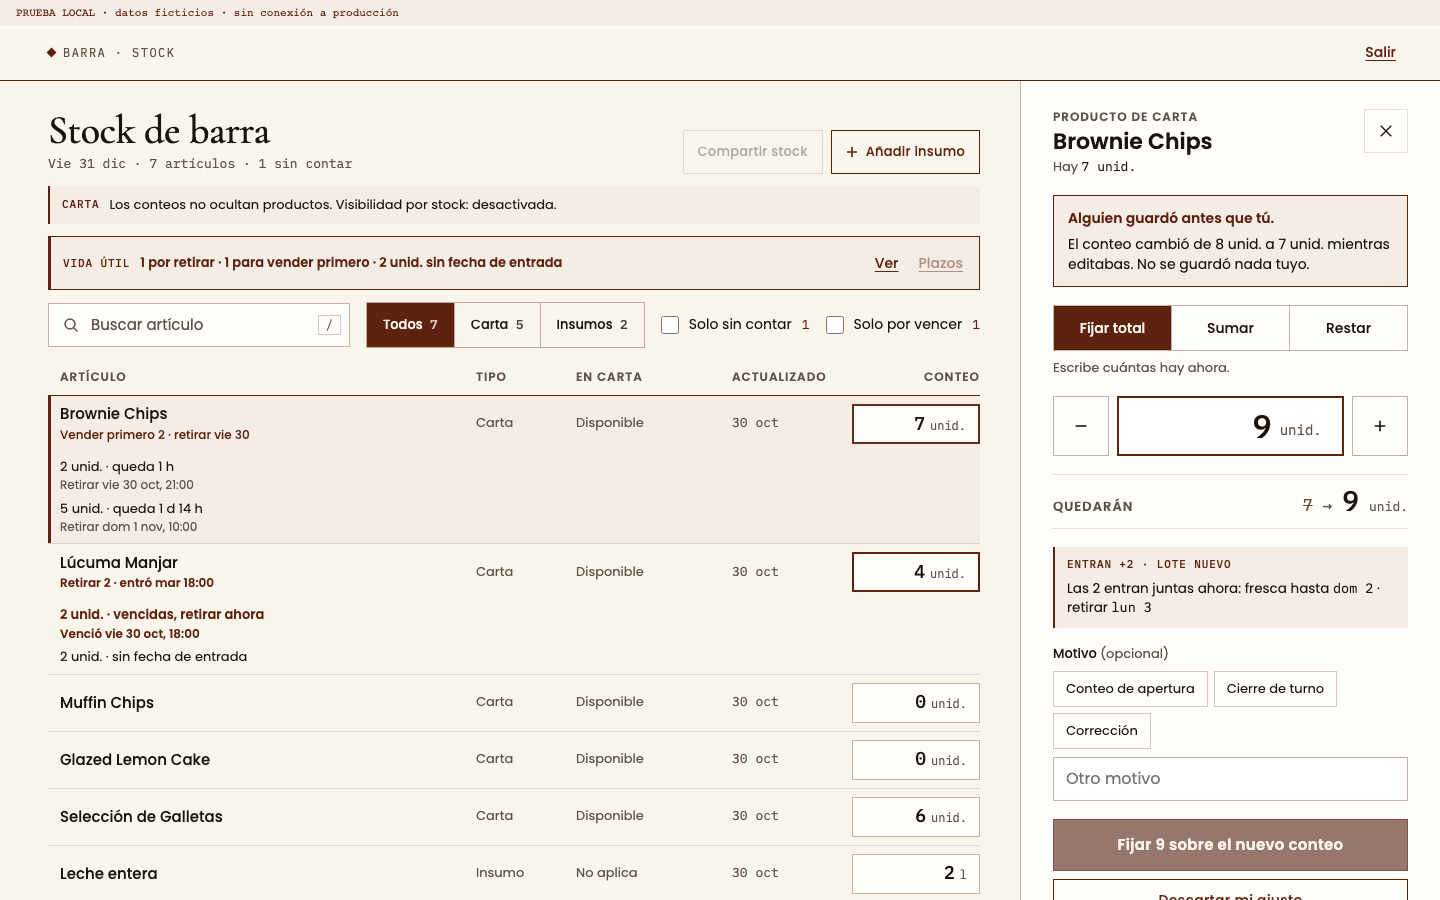 PRUEBA LOCAL · datos ficticios · sin conexión a producción
BARRA · STOCK
Salir
Stock de barra
Vie 31 dic · 7 artículos · 1 sin contar
Compartir stock
+ Añadir insumo
CARTA Los conteos no ocultan productos. Visibilidad por stock: desactivada.
VIDA ÚTIL 1 por retirar · 1 para vender primero · 2 unid. sin fecha de entrada
Ver
Plazos
Buscar artículo /
Todos 7
Carta 5
Insumos 2
Solo sin contar 1
Solo por vencer 1
ARTÍCULO TIPO EN CARTA ACTUALIZADO CONTEO
Brownie Chips Carta Disponible 30 oct 7 unid.
Vender primero 2 · retirar vie 30
2 unid. · queda 1 h
Retirar vie 30 oct, 21:00
5 unid. · queda 1 d 14 h
Retirar dom 1 nov, 10:00
Lúcuma Manjar Carta Disponible 30 oct 4 unid.
Retirar 2 · entró mar 18:00
2 unid. · vencidas, retirar ahora
Venció vie 30 oct, 18:00
2 unid. · sin fecha de entrada
Muffin Chips Carta Disponible 30 oct 0 unid.
Glazed Lemon Cake Carta Disponible 30 oct 0 unid.
Selección de Galletas Carta Disponible 30 oct 6 unid.
Leche entera Insumo No aplica 30 oct 2 l
PRODUCTO DE CARTA
Brownie Chips
Hay 7 unid.
Alguien guardó antes que tú.
El conteo cambió de 8 unid. a 7 unid. mientras
editabas. No se guardó nada tuyo.
Fijar total
Sumar
Restar
Escribe cuántas hay ahora.
− 9 unid. +
QUEDARÁN 7 → 9 unid.
ENTRAN +2 · LOTE NUEVO
Las 2 entran juntas ahora: fresca hasta dom 2 ·
retirar lun 3
Motivo (opcional)
Conteo de apertura
Cierre de turno
Corrección
Otro motivo
Fijar 9 sobre el nuevo conteo
Descartar mi ajuste